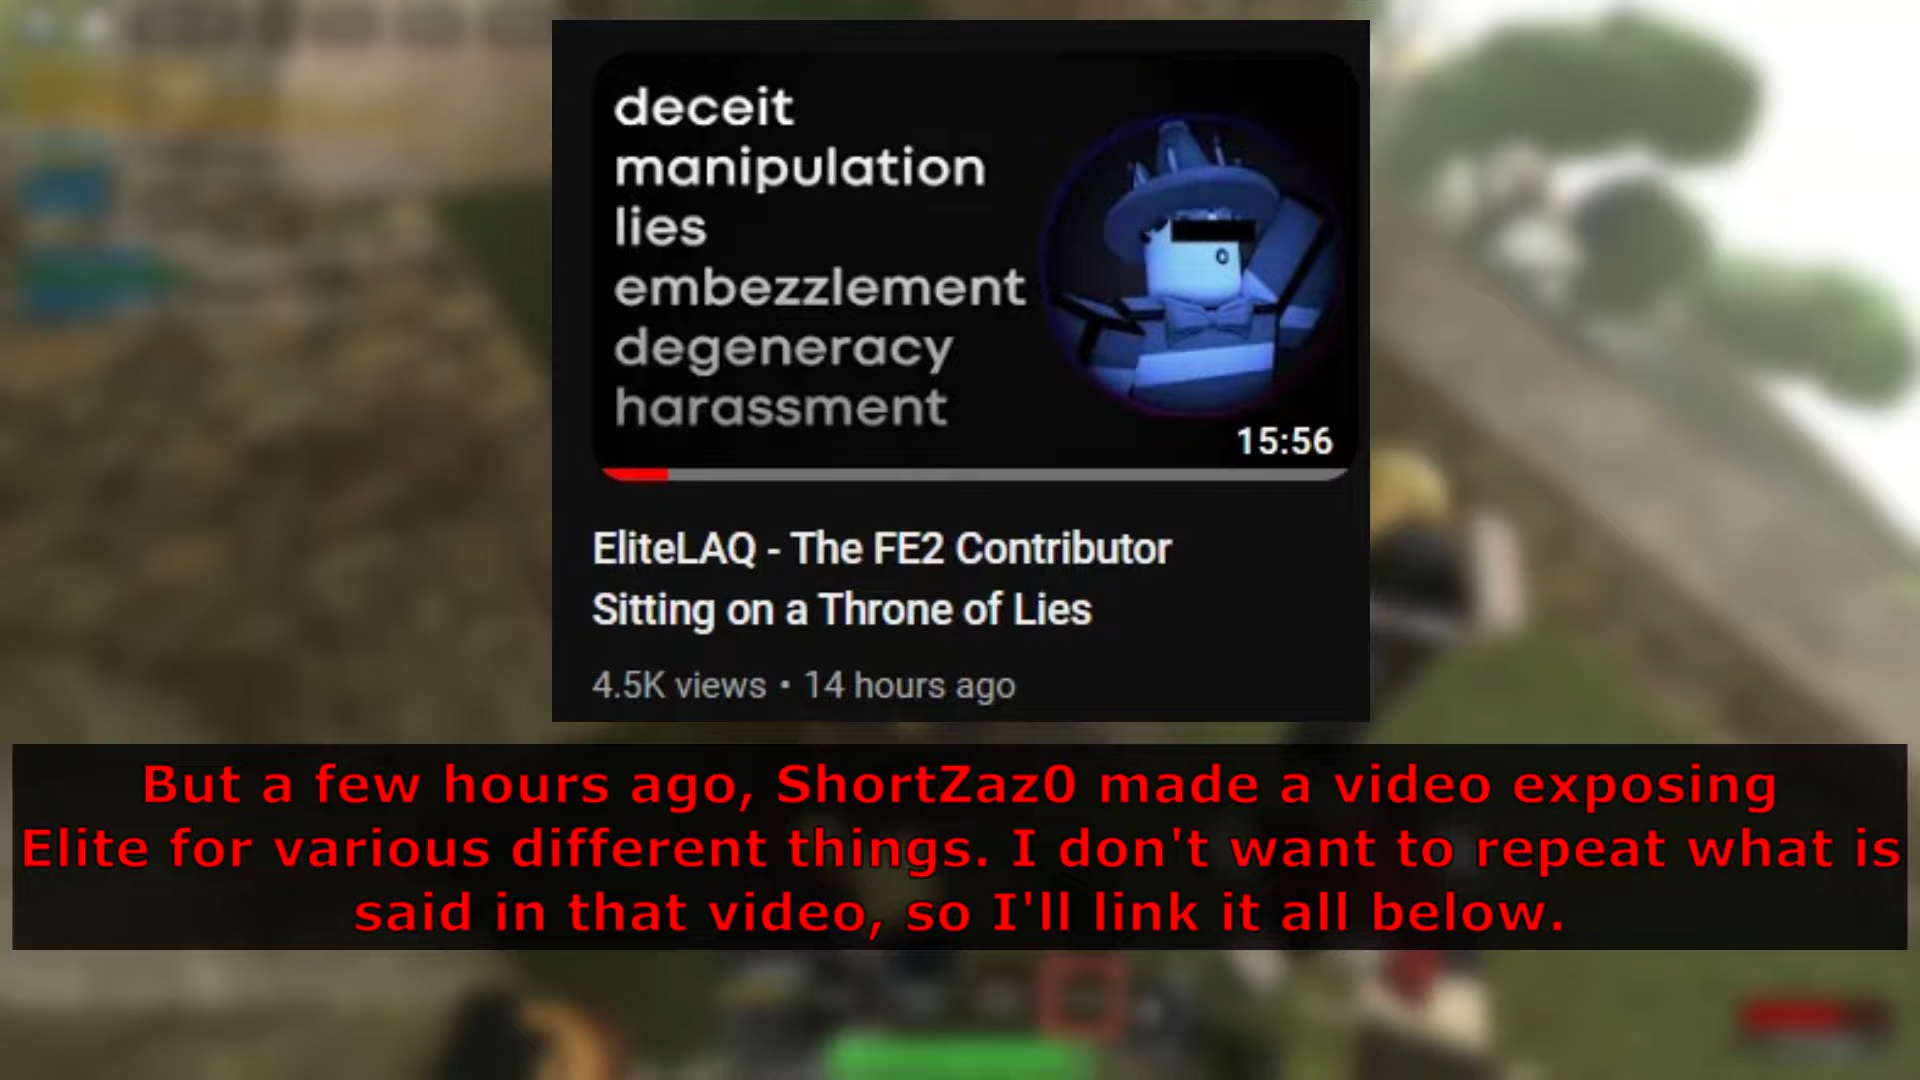 deceit
manipulation
lies
embezzlement
degeneracy
harassment
15:56
EliteLAQ - The FE2 Contributor
Sitting on a Throne of Lies
4.5K views • 14 hours ago
But a few hours ago, ShortZaz0 made a video exposing
Elite for various different things. I don't want to repeat what is
said in that video, so I'll link it all below.